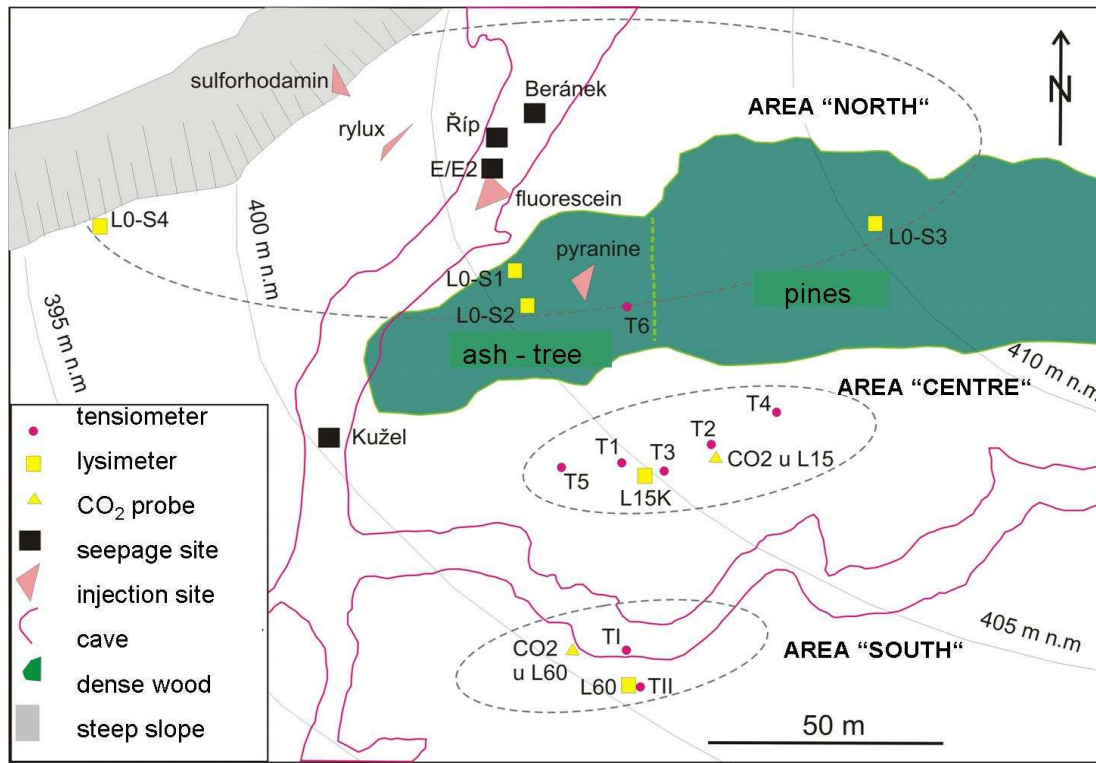 sulforhodamin
rylux
Beránek
Říp
E/E2
fluorescein
AREA “NORTH“
N
L0-S4
400 m n.m
395 m n.m
pyranine
L0-S1
L0-S2
T6
L0-S3
pines
ash - tree
410 m n.m
AREA “CENTRE“
T4
T2
T1
T3
T5
CO2 u L15
L15K
Kužel
tensiometer
lysimeter
CO₂ probe
seepage site
injection site
cave
dense wood
steep slope
405 m n.m
AREA “SOUTH“
CO2
u L60
TI
L60
TII
50 m